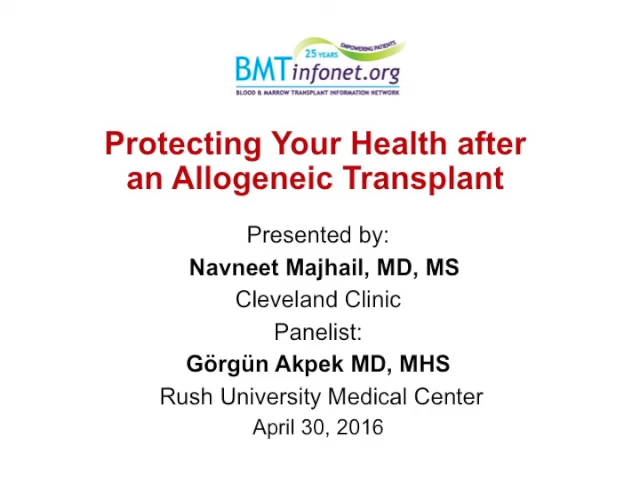 25 YEARS EMPOWERING PATIENTS
BMTinfonet.org
BLOOD & MARROW TRANSPLANT INFORMATION NETWORK
Protecting Your Health after
an Allogeneic Transplant
Presented by:
Navneet Majhail, MD, MS
Cleveland Clinic
Panelist:
Görgün Akpek MD, MHS
Rush University Medical Center
April 30, 2016